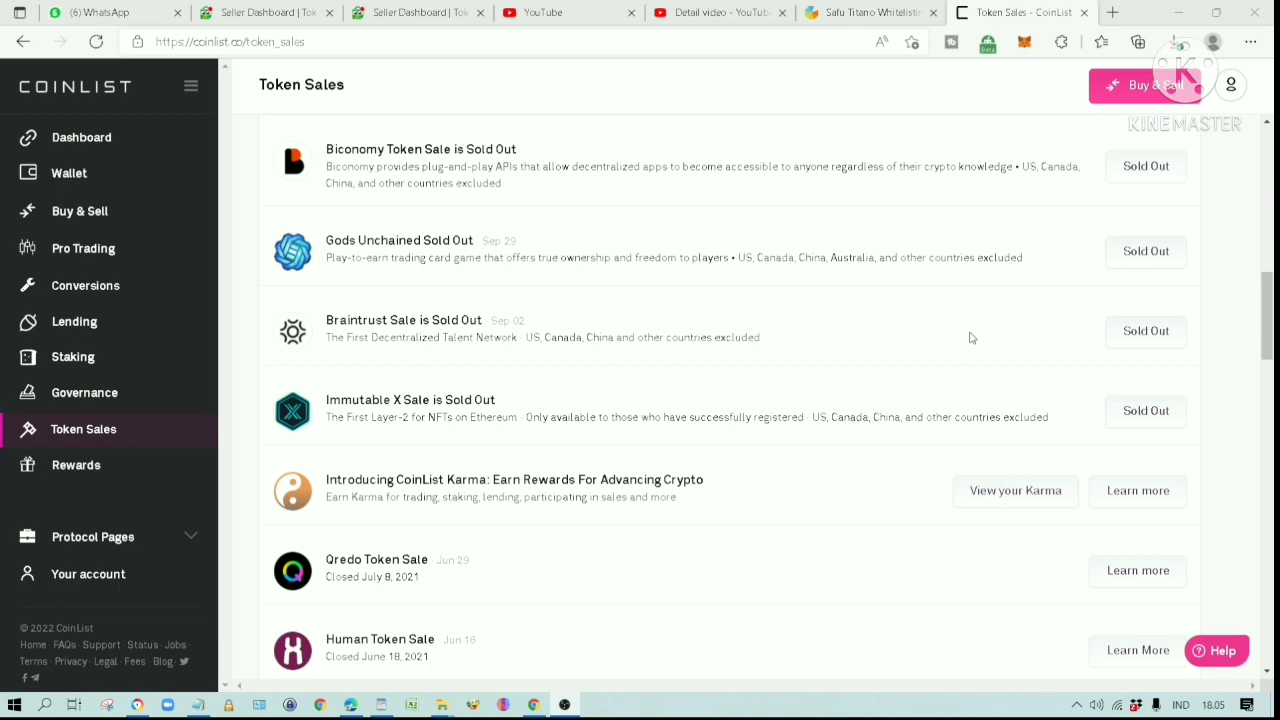 (6) WhatsApp
Seller Dashboard | Tok
Seller Dashboard | Tok
YouTube
Detail video - YouTube
Safu Titano Whitelistin
Token Sales - CoinList
https://coinlist.co/token_sales
Beta
COINLIST
Token Sales
Buy & Sell
K
KINEMASTER
Dashboard
Wallet
Buy & Sell
Pro Trading
Conversions
Lending
Staking
Governance
Token Sales
Rewards
Protocol Pages
Your account
© 2022 CoinList
Home · FAQs · Support · Status · Jobs ·
Terms · Privacy · Legal · Fees · Blog ·
Biconomy Token Sale is Sold Out
Biconomy provides plug-and-play APIs that allow decentralized apps to become accessible to anyone regardless of their crypto knowledge • US, Canada,
China, and other countries excluded
Sold Out
Gods Unchained Sold Out Sep 29
Play-to-earn trading card game that offers true ownership and freedom to players • US, Canada, China, Australia, and other countries excluded
Sold Out
Braintrust Sale is Sold Out Sep 02
The First Decentralized Talent Network · US, Canada, China and other countries excluded
Sold Out
Immutable X Sale is Sold Out
The First Layer-2 for NFTs on Ethereum · Only available to those who have successfully registered · US, Canada, China, and other countries excluded
Sold Out
Introducing CoinList Karma: Earn Rewards For Advancing Crypto
Earn Karma for trading, staking, lending, participating in sales and more
View your Karma
Learn more
Qredo Token Sale Jun 29
Closed July 8, 2021
Learn more
Human Token Sale Jun 16
Closed June 18, 2021
Learn More
Help
IND
18.05